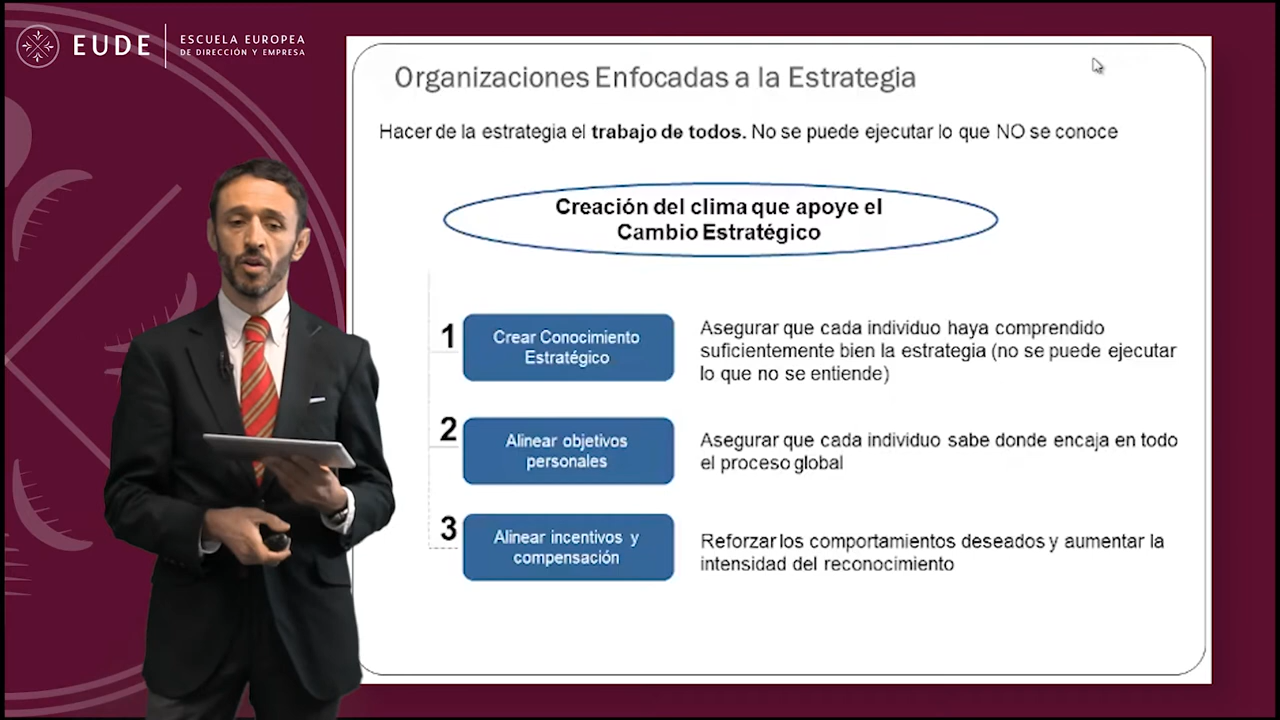 EUDE
ESCUELA EUROPEA
DE DIRECCIÓN Y EMPRESA
Organizaciones Enfocadas a la Estrategia
Hacer de la estrategia el trabajo de todos. No se puede ejecutar lo que NO se conoce
Creación del clima que apoye el
Cambio Estratégico
1
Crear Conocimiento
Estratégico
Asegurar que cada individuo haya comprendido
suficientemente bien la estrategia (no se puede ejecutar
lo que no se entiende)
2
Alinear objetivos
personales
Asegurar que cada individuo sabe donde encaja en todo
el proceso global
3
Alinear incentivos y
compensación
Reforzar los comportamientos deseados y aumentar la
intensidad del reconocimiento